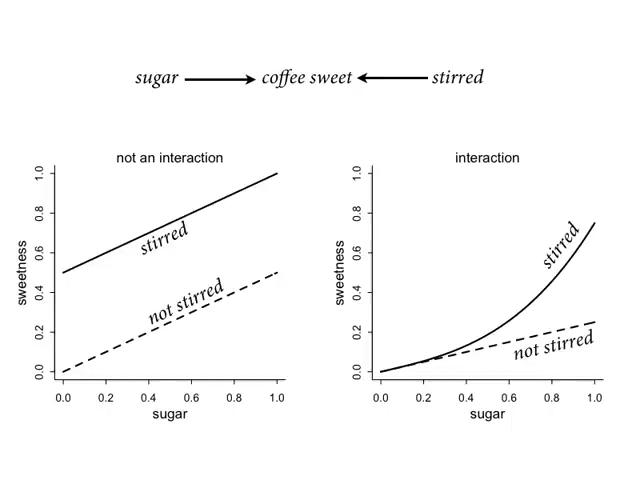 sugar coffee sweet stirred
not an interaction
sweetness
0.0 0.2 0.4 0.6 0.8 1.0
stirred
not stirred
0.0 0.2 0.4 0.6 0.8 1.0
sugar
interaction
sweetness
0.0 0.2 0.4 0.6 0.8 1.0
stirred
not stirred
0.0 0.2 0.4 0.6 0.8 1.0
sugar